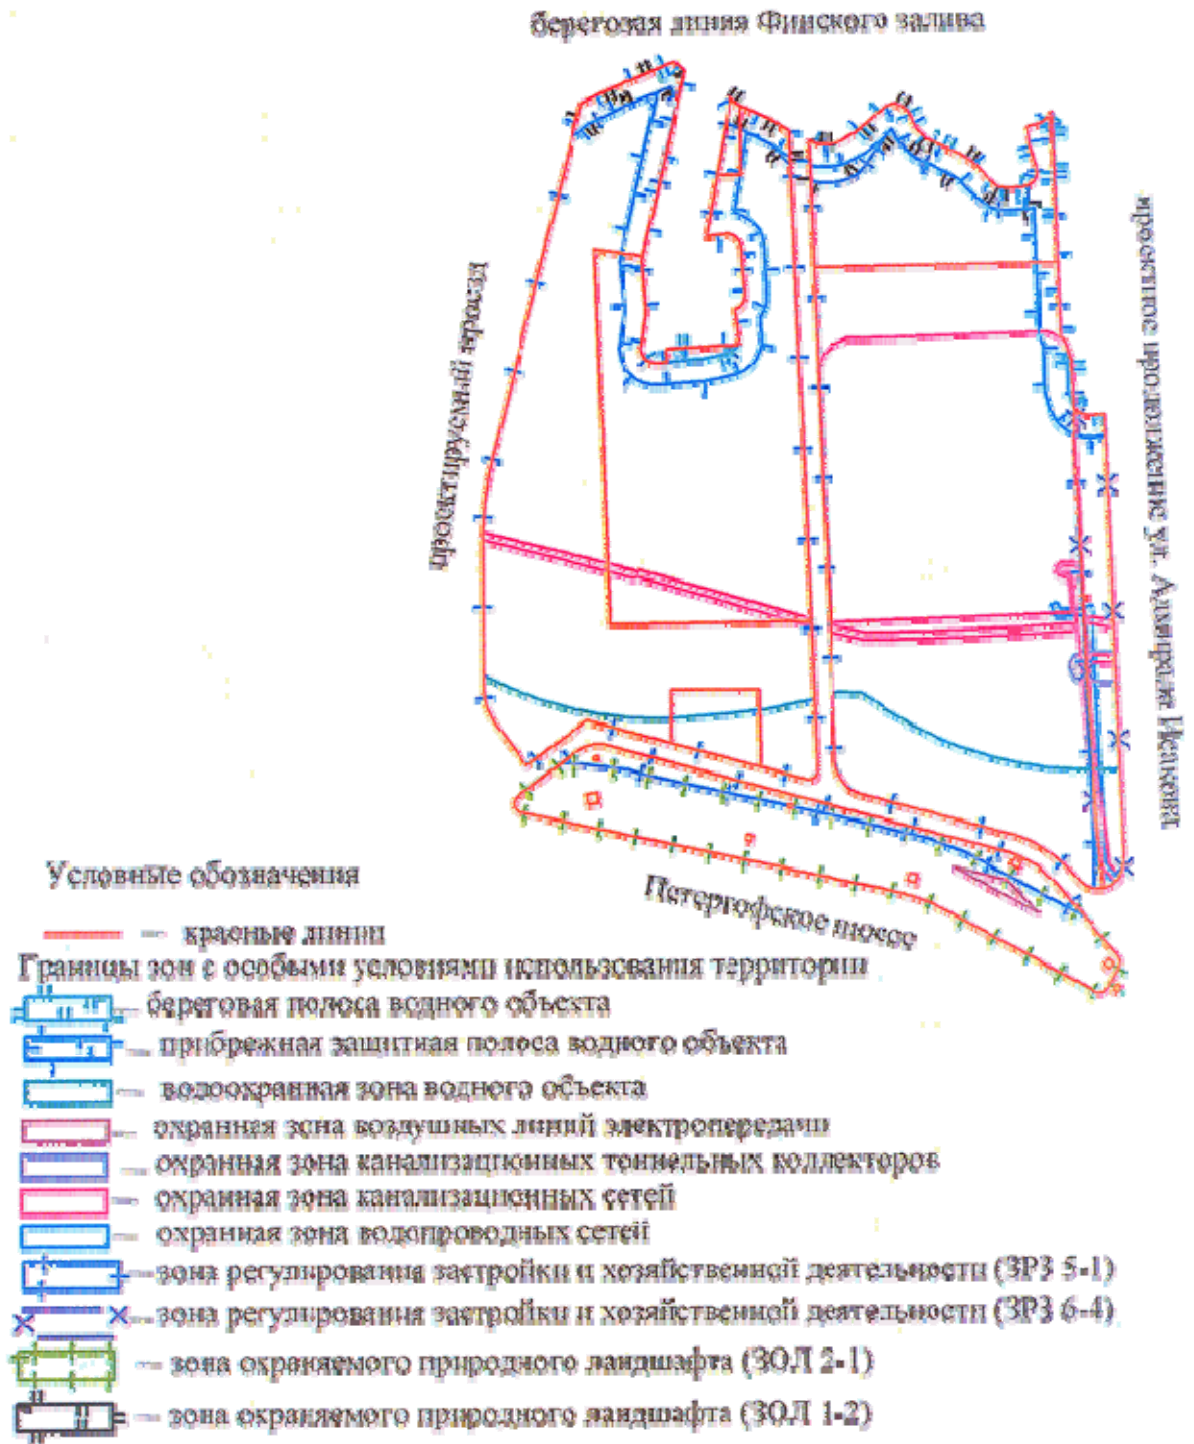 береговая линия Финского залива
проектируемый проезд
проектное продолжение ул. Адмирала Исакова
Петергофское шоссе
Условные обозначения
— красные линии
Границы зон с особыми условиями использования территории
— береговая полоса водного объекта
— прибрежная защитная полоса водного объекта
— водоохранная зона водного объекта
— охранная зона воздушных линий электропередачи
— охранная зона канализационных тоннельных коллекторов
— охранная зона канализационных сетей
— охранная зона водопроводных сетей
— зона регулирования застройки и хозяйственной деятельности (ЗРЗ 5-1)
— зона регулирования застройки и хозяйственной деятельности (ЗРЗ 6-4)
— зона охраняемого природного ландшафта (ЗОЛ 2-1)
— зона охраняемого природного ландшафта (ЗОЛ 1-2)